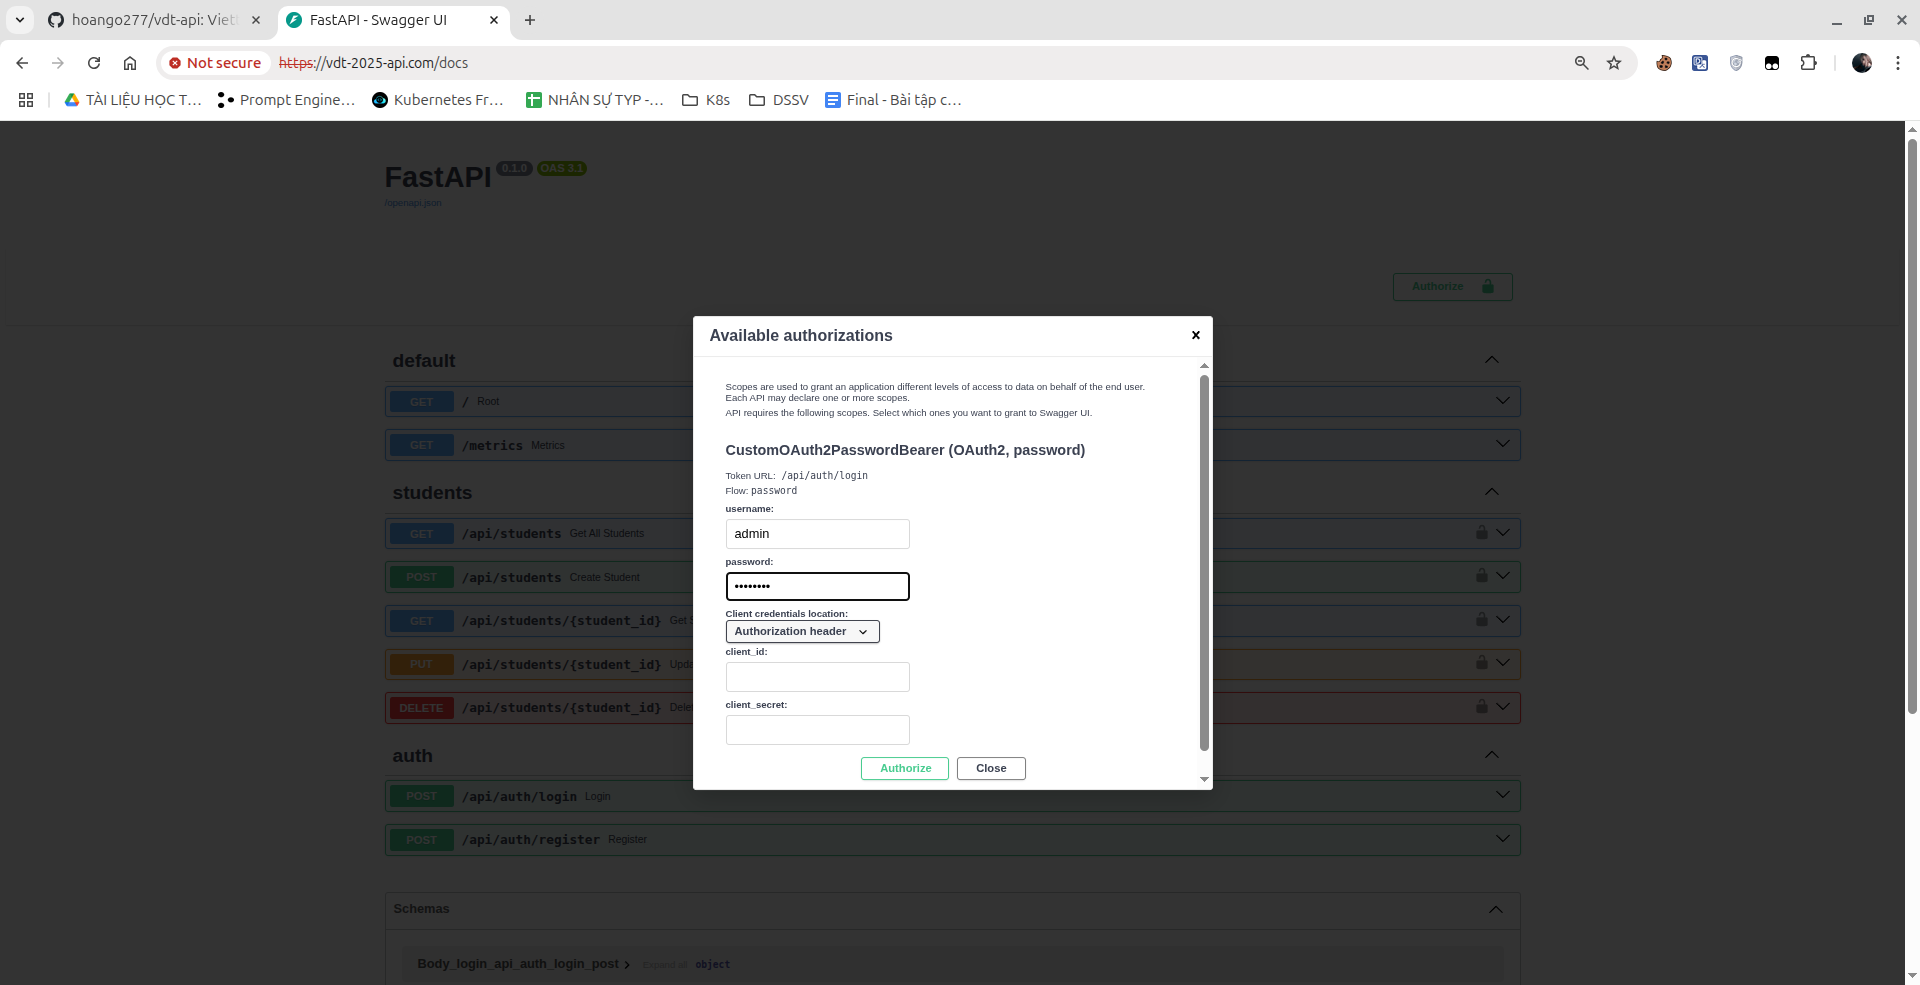 hoango277/vdt-api: Viet
FastAPI - Swagger UI
Not secure
https://vdt-2025-api.com/docs
TÀI LIỆU HỌC T...
Prompt Engine...
Kubernetes Fr...
NHÂN SỰ TYP -...
K8s
DSSV
Final - Bài tập c...
FastAPI 0.1.0 OAS 3.1
/openapi.json
Authorize
Available authorizations
Scopes are used to grant an application different levels of access to data on behalf of the end user.
Each API may declare one or more scopes.
API requires the following scopes. Select which ones you want to grant to Swagger UI.
CustomOAuth2PasswordBearer (OAuth2, password)
Token URL: /api/auth/login
Flow: password
username:
admin
password:
••••••••
Client credentials location:
Authorization header
client_id:
client_secret:
Authorize
Close
default
GET / Root
GET /metrics Metrics
students
GET /api/students Get All Students
POST /api/students Create Student
GET /api/students/{student_id} Get
PUT /api/students/{student_id} Upda
DELETE /api/students/{student_id} Dele
auth
POST /api/auth/login Login
POST /api/auth/register Register
Schemas
Body_login_api_auth_login_post Expand all object